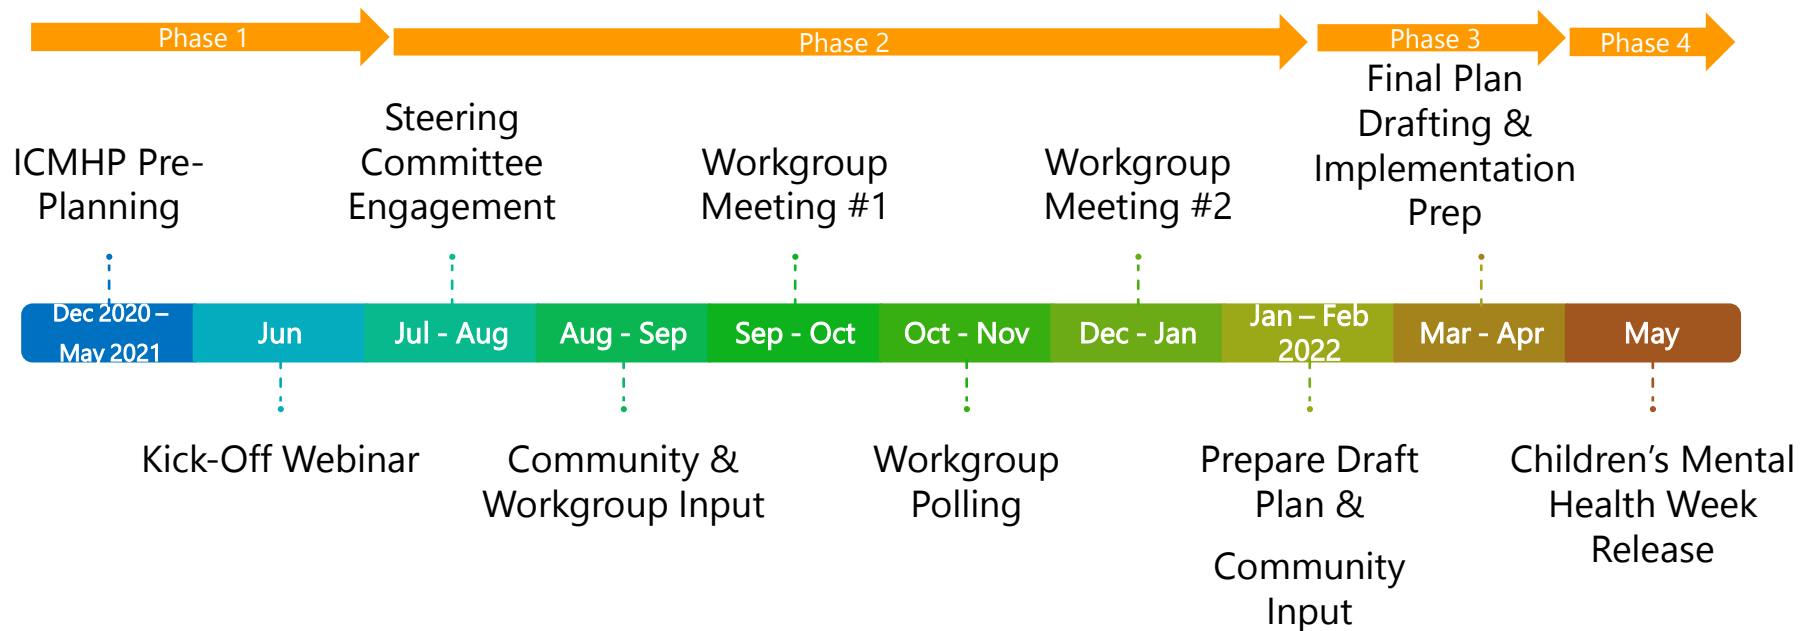 Phase 1
Phase 2
Phase 3
Phase 4
ICMHP Pre-
Planning
Steering
Committee
Engagement
Workgroup
Meeting #1
Workgroup
Meeting #2
Final Plan
Drafting &
Implementation
Prep
Dec 2020 –
May 2021
Jun
Jul - Aug
Aug - Sep
Sep - Oct
Oct - Nov
Dec - Jan
Jan – Feb
2022
Mar - Apr
May
Kick-Off Webinar
Community &
Workgroup Input
Workgroup
Polling
Prepare Draft
Plan &
Community
Input
Children’s Mental
Health Week
Release